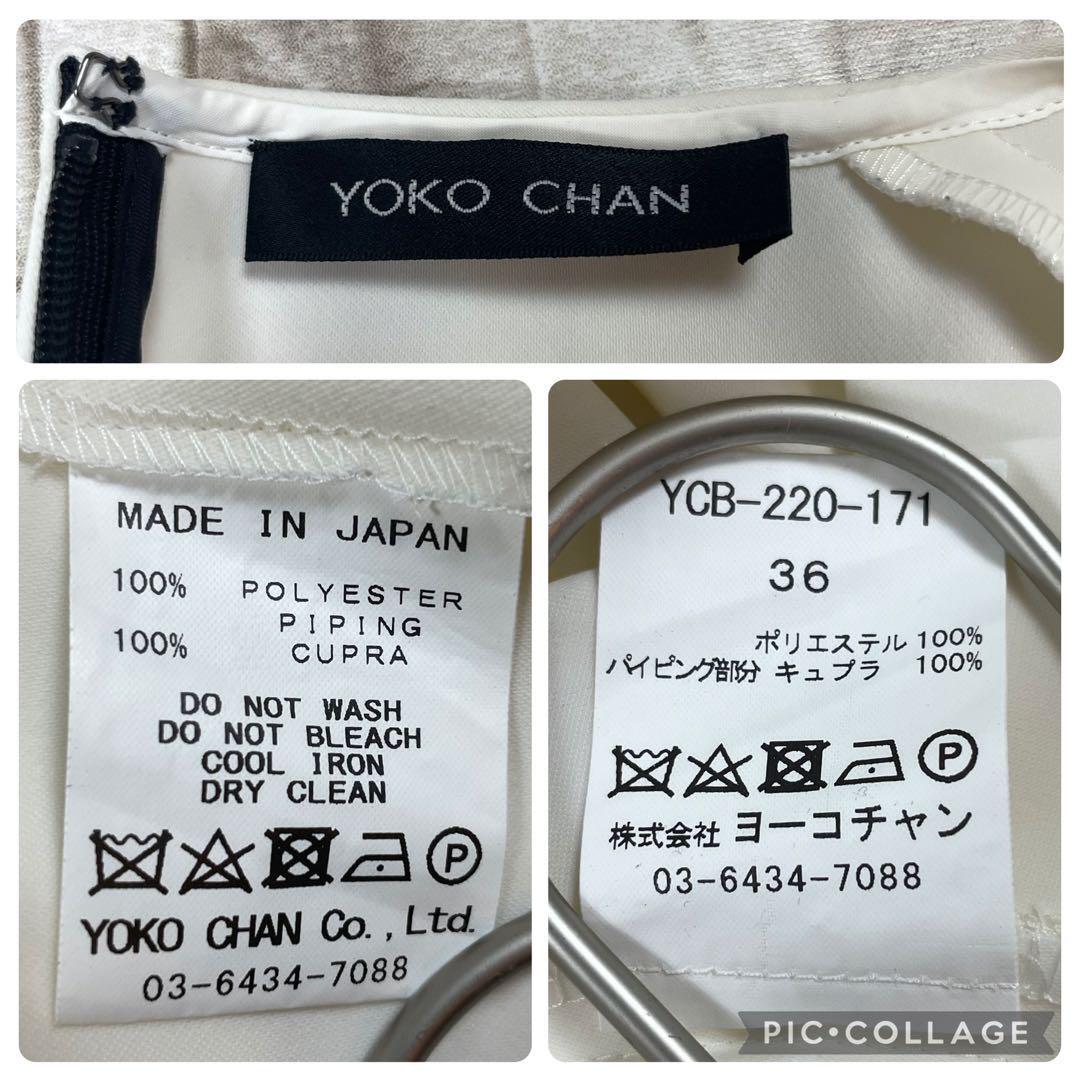 YOKO CHAN
MADE IN JAPAN
100% POLYESTER
PIPING
100% CUPRA
DO NOT WASH
DO NOT BLEACH
COOL IRON
DRY CLEAN
P
YOKO CHAN Co., Ltd.
03-6434-7088
YCB-220-171
36
ポリエステル 100%
パイピング部分 キュプラ 100%
P
株式会社 ヨーコチャン
03-6434-7088
PIC•COLLAGE